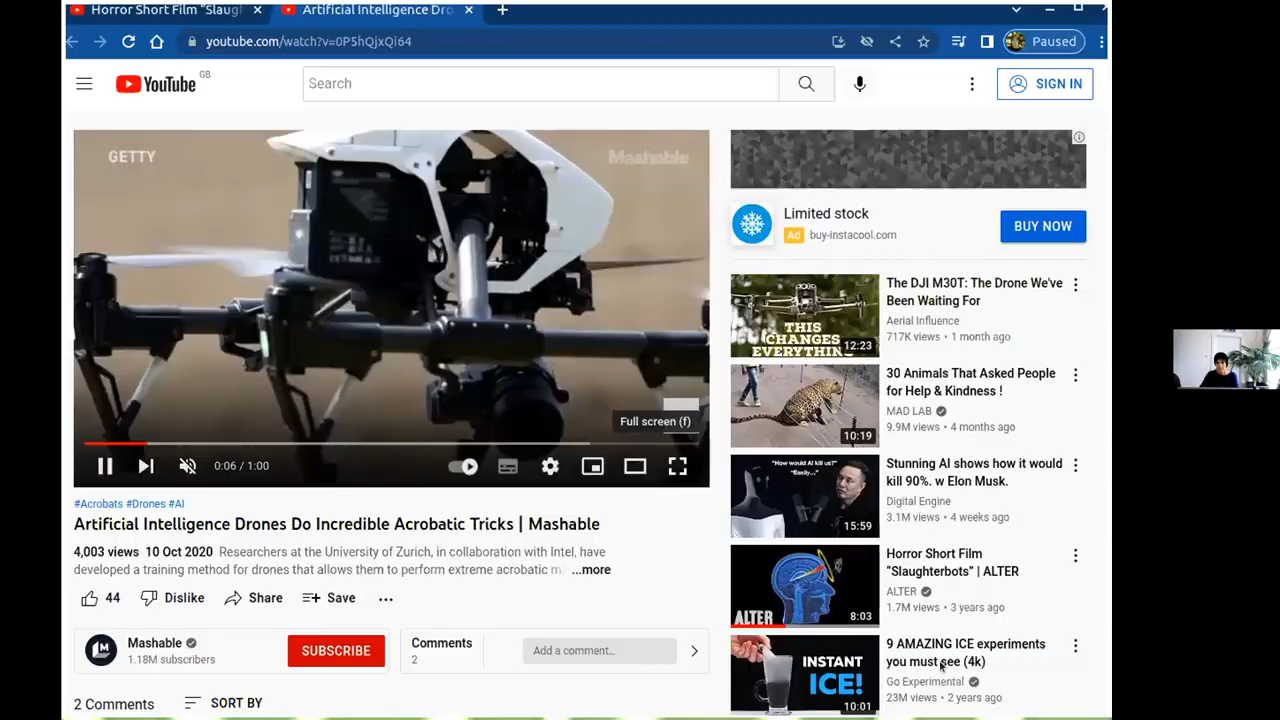 Horror Short Film "Slaugh
Artificial Intelligence Dro
youtube.com/watch?v=0P5hQjxQi64
Paused
YouTube GB
Search
SIGN IN
GETTY
Mashable
Full screen (f)
0:06 / 1:00
#Acrobats #Drones #AI
Artificial Intelligence Drones Do Incredible Acrobatic Tricks | Mashable
4,003 views 10 Oct 2020 Researchers at the University of Zurich, in collaboration with Intel, have
developed a training method for drones that allows them to perform extreme acrobatic m ...more
44 Dislike Share Save
Mashable
1.18M subscribers
SUBSCRIBE
Comments
2
Add a comment...
2 Comments SORT BY
Limited stock
Ad buy-instacool.com
BUY NOW
THIS
CHANGES
EVERYTHING
12:23
The DJI M30T: The Drone We've
Been Waiting For
Aerial Influence
717K views • 1 month ago
10:19
30 Animals That Asked People
for Help & Kindness !
MAD LAB
9.9M views • 4 months ago
"How would AI kill us?"
"Easily..."
15:59
Stunning AI shows how it would
kill 90%. w Elon Musk.
Digital Engine
3.1M views • 4 weeks ago
ALTER
8:03
Horror Short Film
“Slaughterbots” | ALTER
ALTER
1.7M views • 3 years ago
INSTANT
ICE!
10:01
9 AMAZING ICE experiments
you must see (4k)
Go Experimental
23M views • 2 years ago